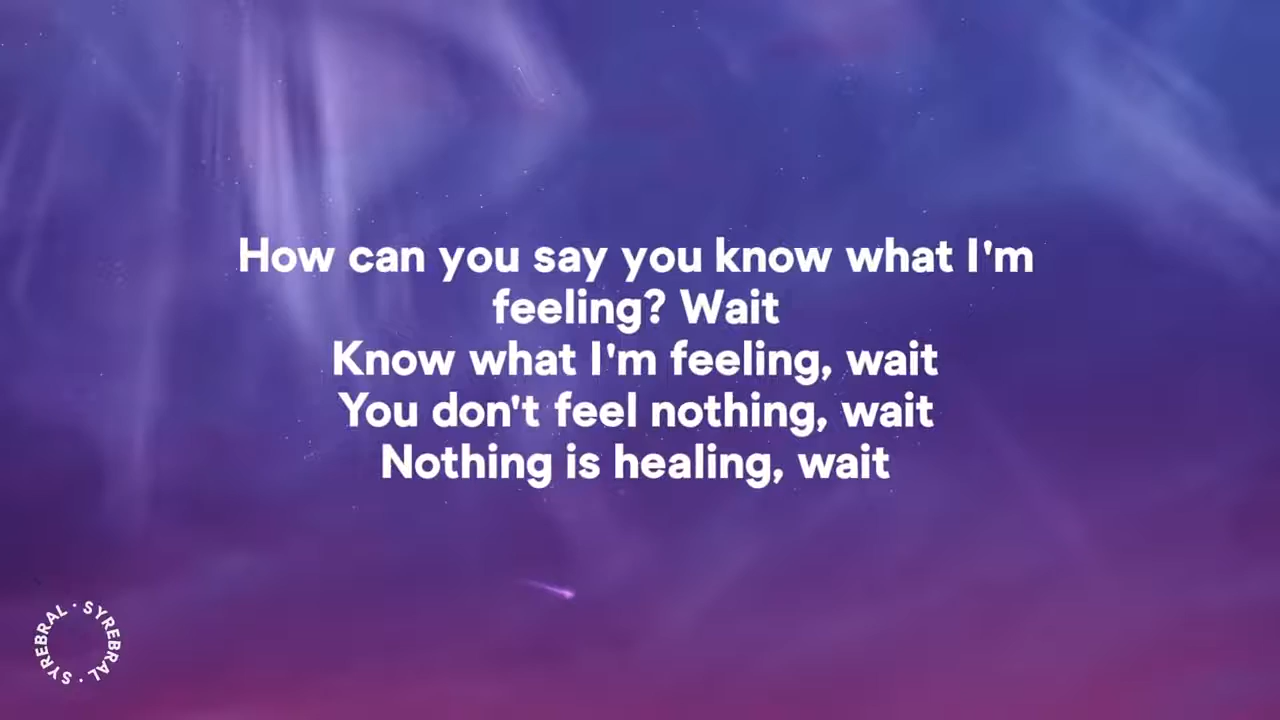 How can you say you know what I'm
feeling? Wait
Know what I'm feeling, wait
You don't feel nothing, wait
Nothing is healing, wait
SYREBRAL · SYREBRAL ·